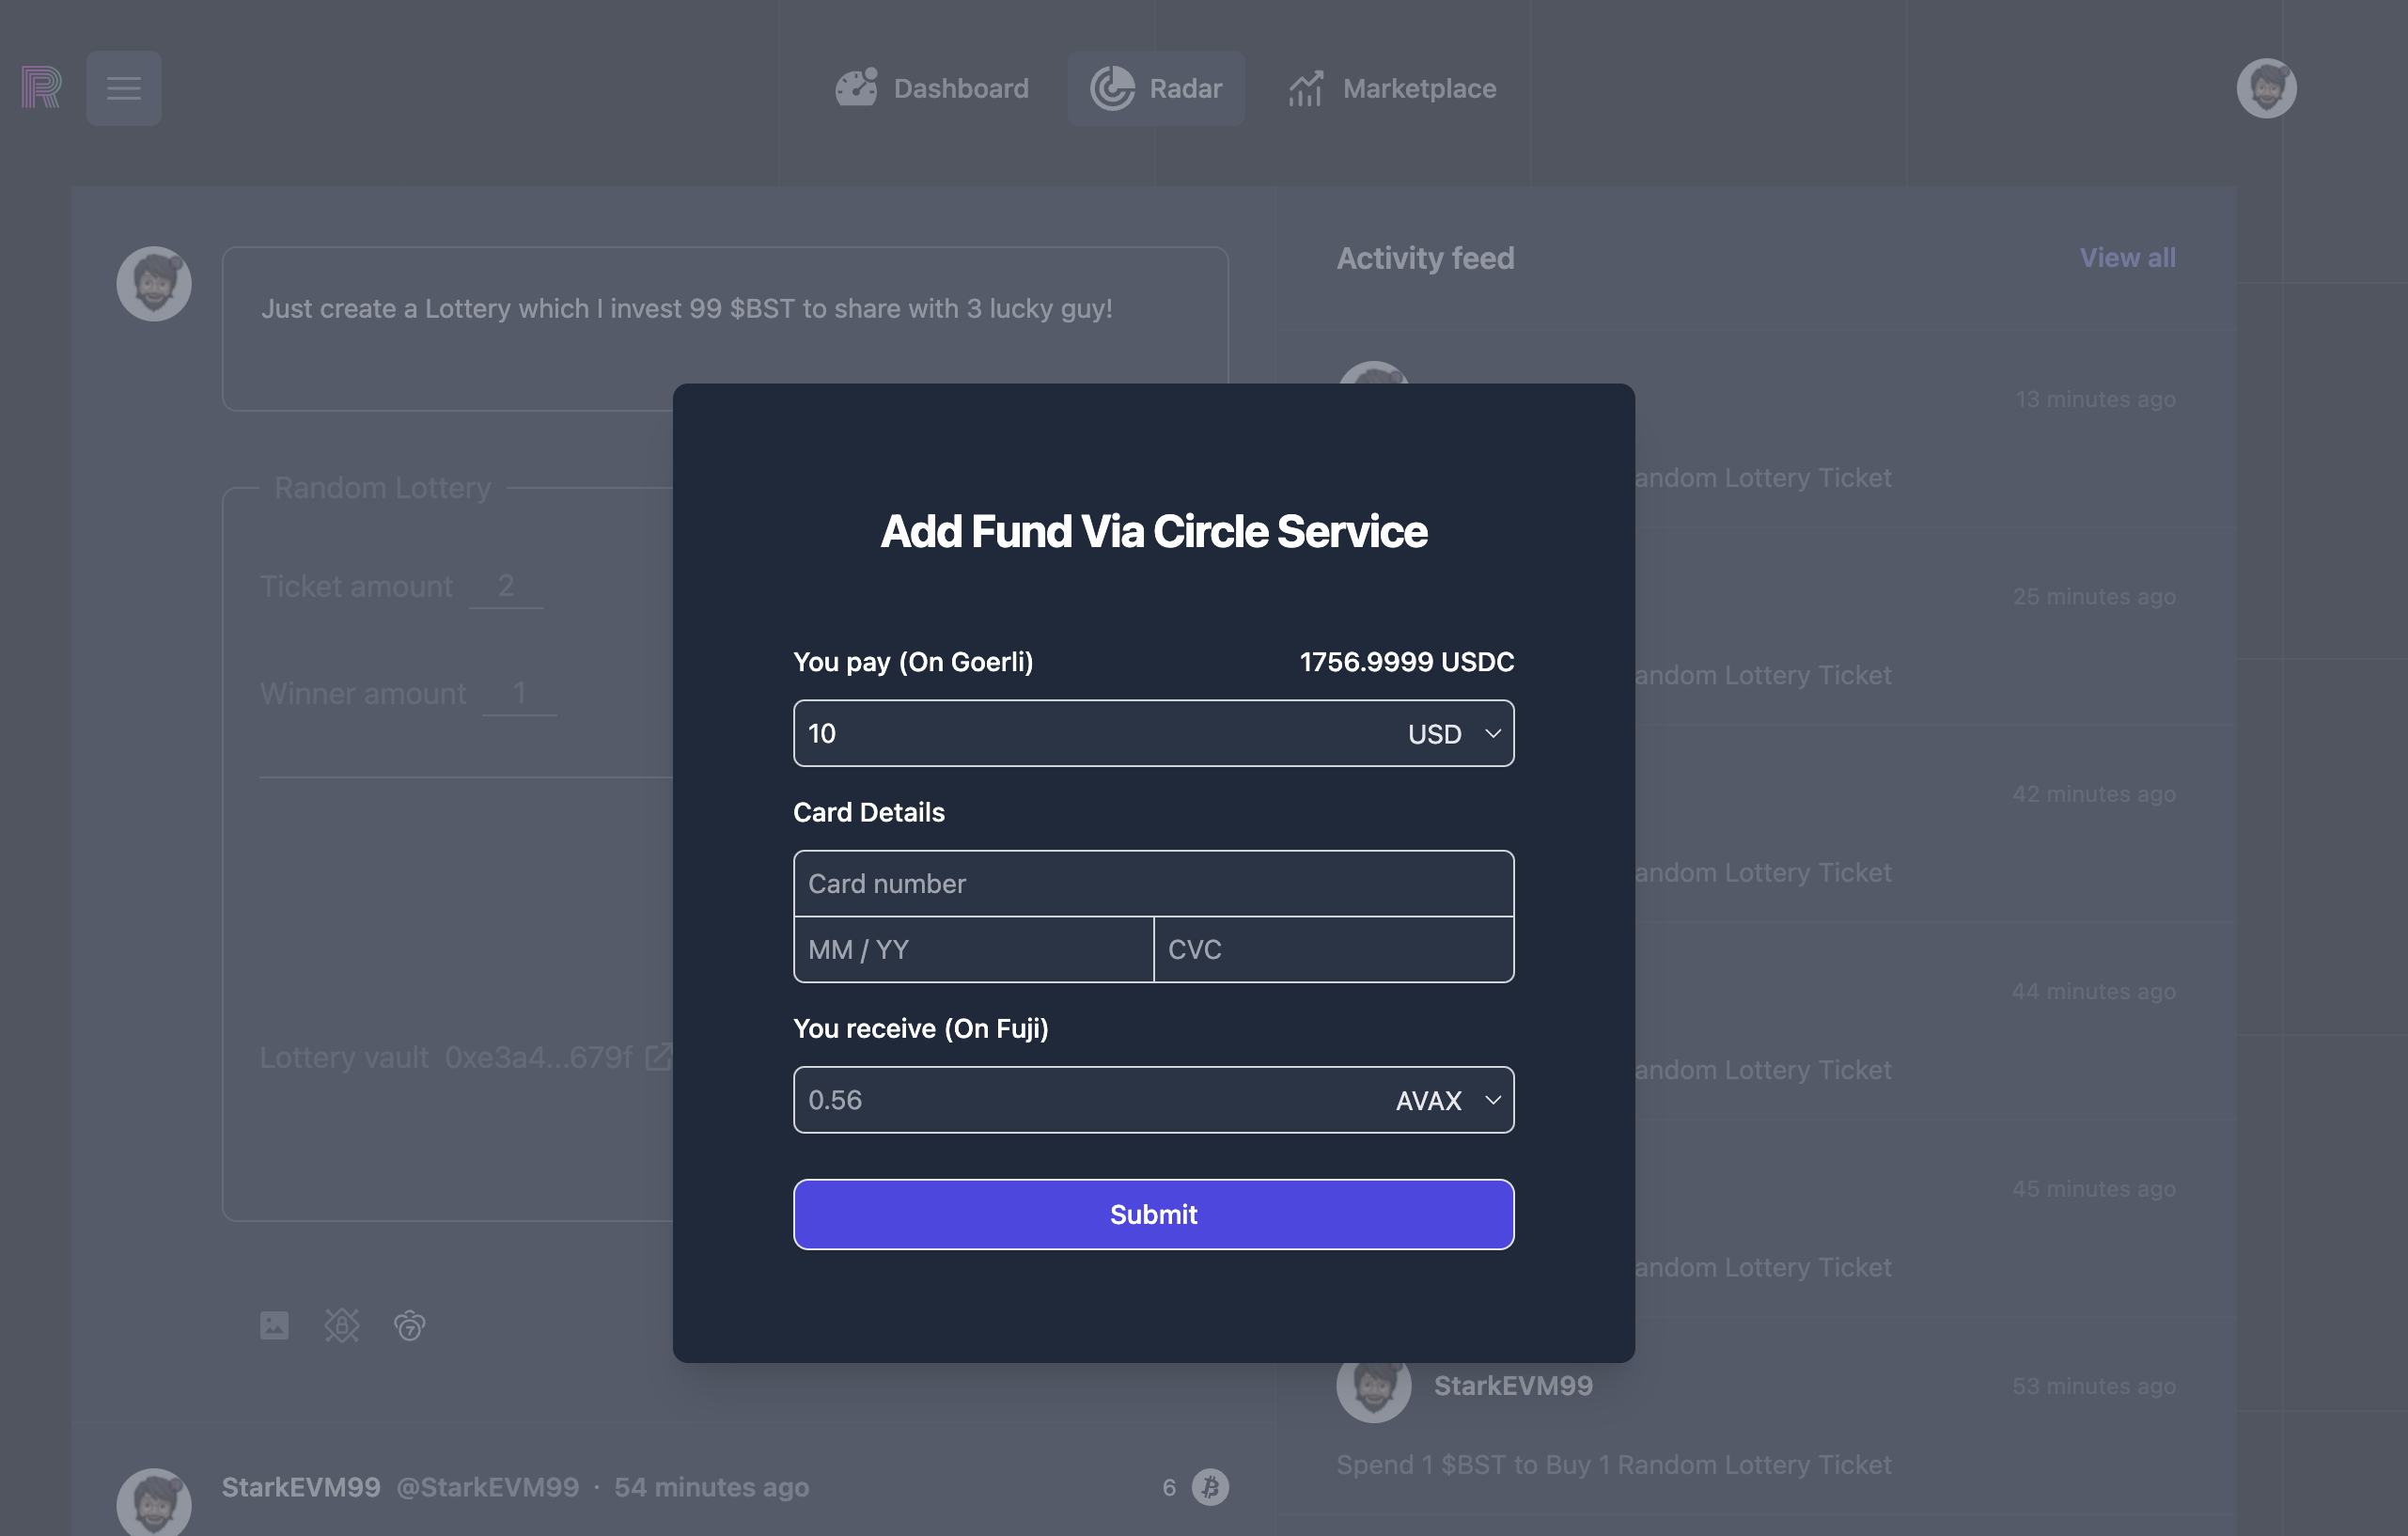 R
Dashboard
Radar
Marketplace
Just create a Lottery which I invest 99 $BST to share with 3 lucky guy!
Random Lottery
Ticket amount 2
Winner amount 1
Lottery vault 0xe3a4...679f
StarkEVM99 @StarkEVM99 · 54 minutes ago
6
Add Fund Via Circle Service
You pay (On Goerli) 1756.9999 USDC
10 USD
Card Details
Card number
MM / YY CVC
You receive (On Fuji)
0.56 AVAX
Submit
Activity feed View all
13 minutes ago
andom Lottery Ticket
25 minutes ago
andom Lottery Ticket
42 minutes ago
andom Lottery Ticket
44 minutes ago
andom Lottery Ticket
45 minutes ago
andom Lottery Ticket
StarkEVM99 53 minutes ago
Spend 1 $BST to Buy 1 Random Lottery Ticket